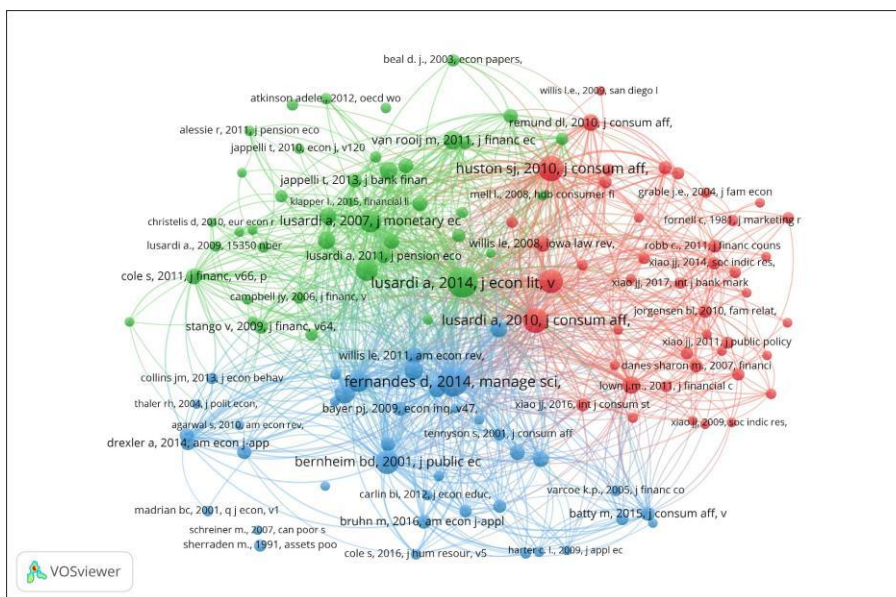 beal d. j., 2003, econ papers,
willis l.e., 2009, san diego l
atkinson adele., 2012, oecd wo
remund dl, 2010, j consum aff,
alessie r, 2011, j pension eco
van rooij m, 2011, j financ ec
jappelli t, 2010, econ j, v120
huston sj, 2010, j consum aff,
jappelli t, 2013, j bank finan
mell l., 2008, hub consumer fi
grable j.e., 2004, j fam econ
klapper l., 2015, financial li
christelis d, 2010, eur econ r
lusardi a, 2007, j monetary ec
fornell c, 1981, j marketing r
lusardi a., 2009, 15350 nber
willis le, 2008, iowa law rev,
robb c., 2011, j financ couns
lusardi a, 2011, j pension eco
xiao jj, 2014, soc indic res,
cole s, 2011, j financ, v66, p
lusardi a, 2014, j econ lit, v
xiao jj, 2017, int j bank mark
campbell jy, 2006, j financ, v
jorgensen bl, 2010, fam relat,
stango v, 2009, j financ, v64,
lusardi a, 2010, j consum aff,
xiao jj, 2011, j public policy
willis le, 2011, am econ rev,
danes sharon m., 2007, financi
collins jm, 2013, j econ behav
fernandes d, 2014, manage sci,
lown j.m., 2011, j financial c
thaler rh, 2004, j polit econ,
bayer pj, 2009, econ inq, v47,
xiao jj, 2016, int j consum st
agarwal s, 2010, am econ rev,
xiao jj, 2009, soc indic res,
drexler a, 2014, am econ j-app
tennyson s, 2001, j consum aff
bernheim bd, 2001, j public ec
carlin bi, 2012, j econ educ,
varcoe k.p., 2005, j financ co
madrian bc, 2001, q j econ, v1
bruhn m, 2016, am econ j-appl
batty m, 2015, j consum aff, v
schreiner m., 2007, can poor s
sherraden m., 1991, assets poo
cole s, 2016, j hum resour, v5
harter c. l., 2009, j appl ec
VOSviewer